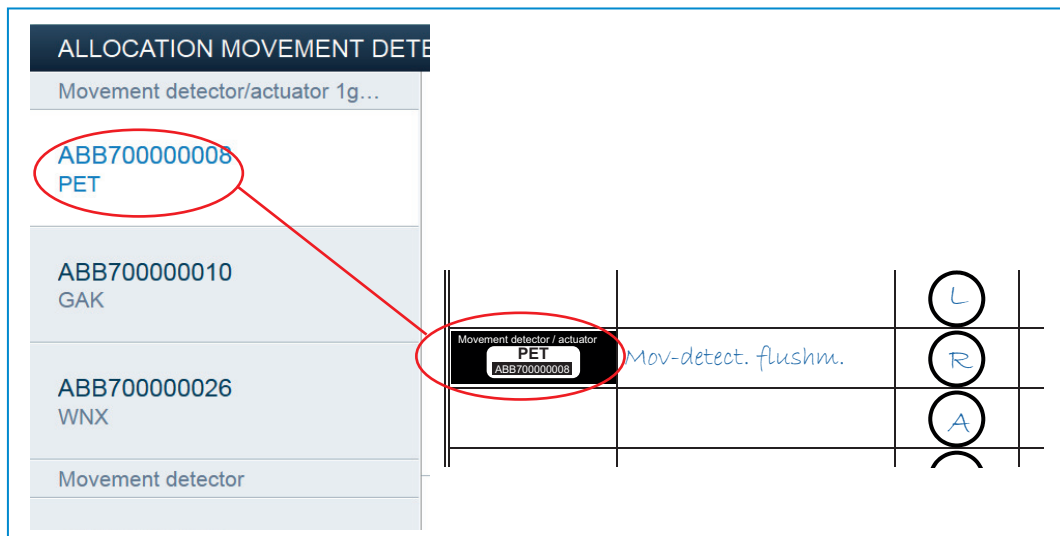 ALLOCATION MOVEMENT DETE
Movement detector/actuator 1g...
ABB700000008
PET
ABB700000010
GAK
ABB700000026
WNX
Movement detector
L
Movement detector / actuator
PET
ABB700000008
Mov-detect. flushm.
R
A